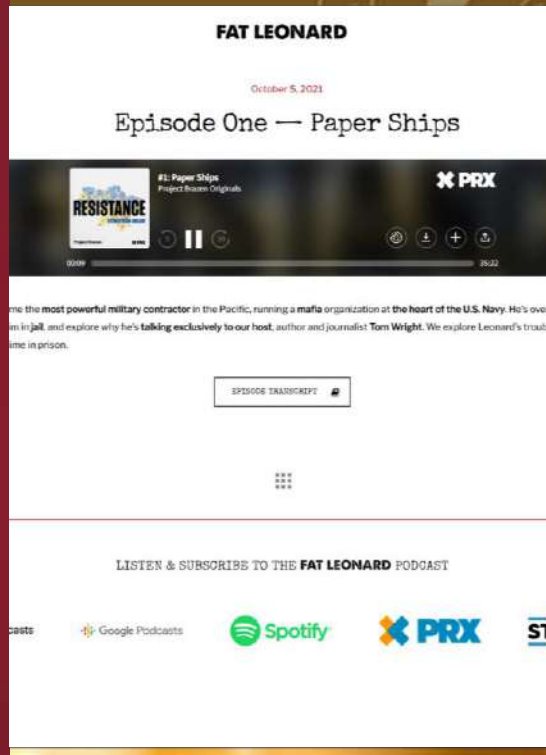 FAT LEONARD
October 5, 2021
Episode One — Paper Ships
#1: Paper Ships
Project Brazen Originals
PRX
RESISTANCE
00:09
35:22
me the most powerful military contractor in the Pacific, running a mafia organization at the heart of the U.S. Navy. He's ove
m in jail, and explore why he's talking exclusively to our host, author and journalist Tom Wright. We explore Leonard's troub
ime in prison.
EPISODE TRANSCRIPT
LISTEN & SUBSCRIBE TO THE FAT LEONARD PODCAST
casts
Google Podcasts
Spotify
PRX
ST